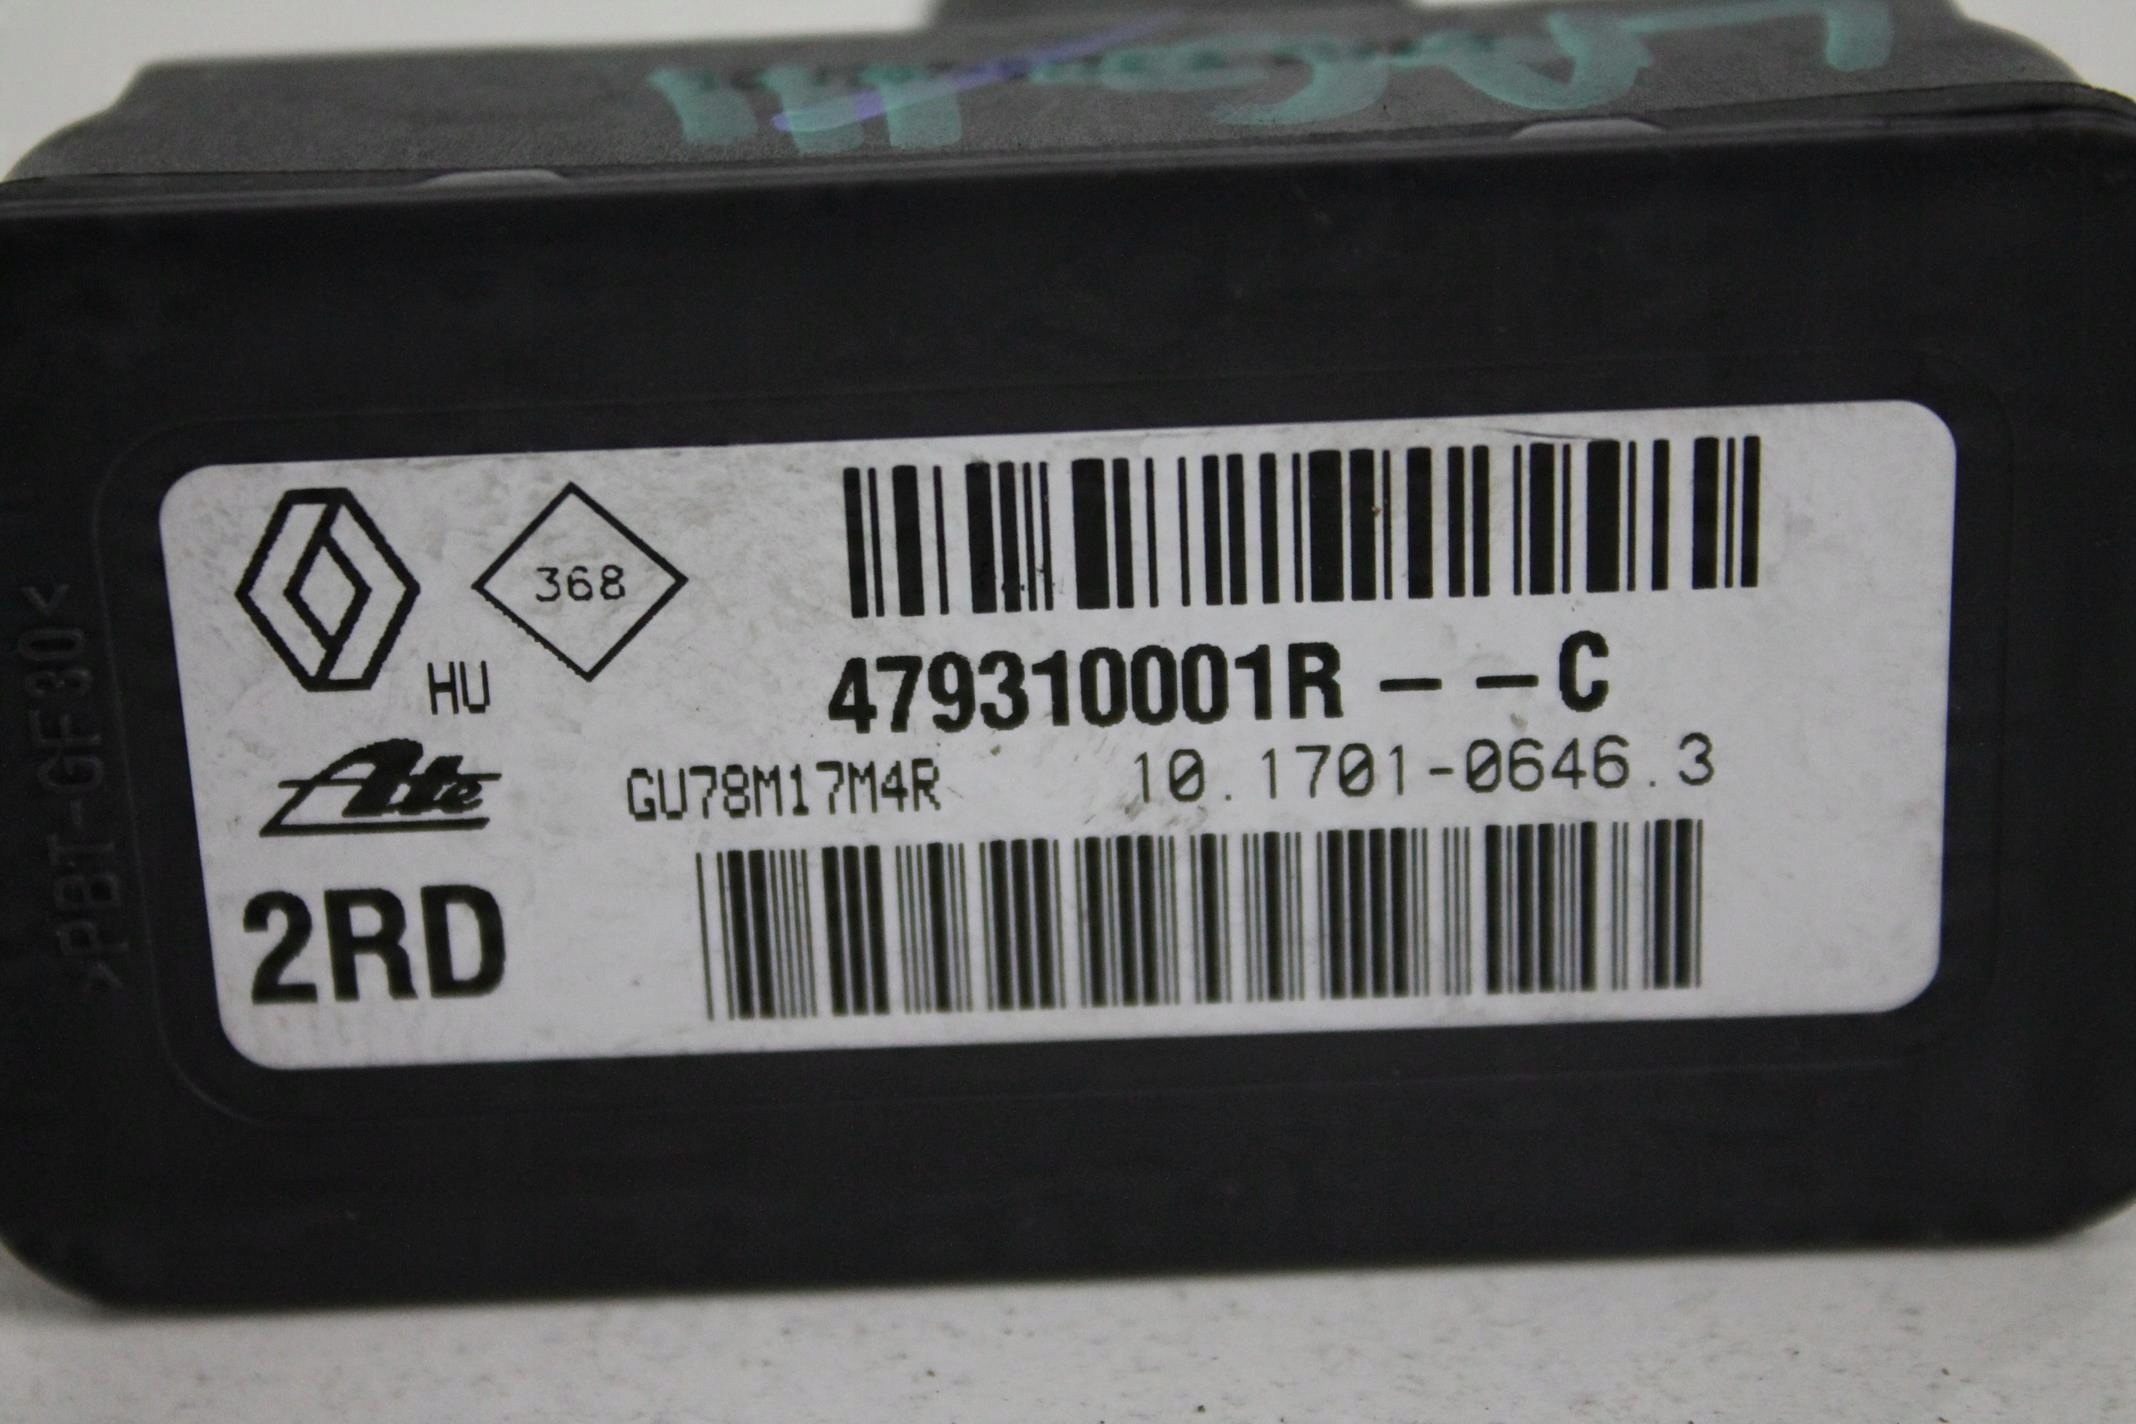 368
HU
479310001R--C
Ate
GU78M17M4R 10.1701-0646.3
2RD
>PBT-GF30<